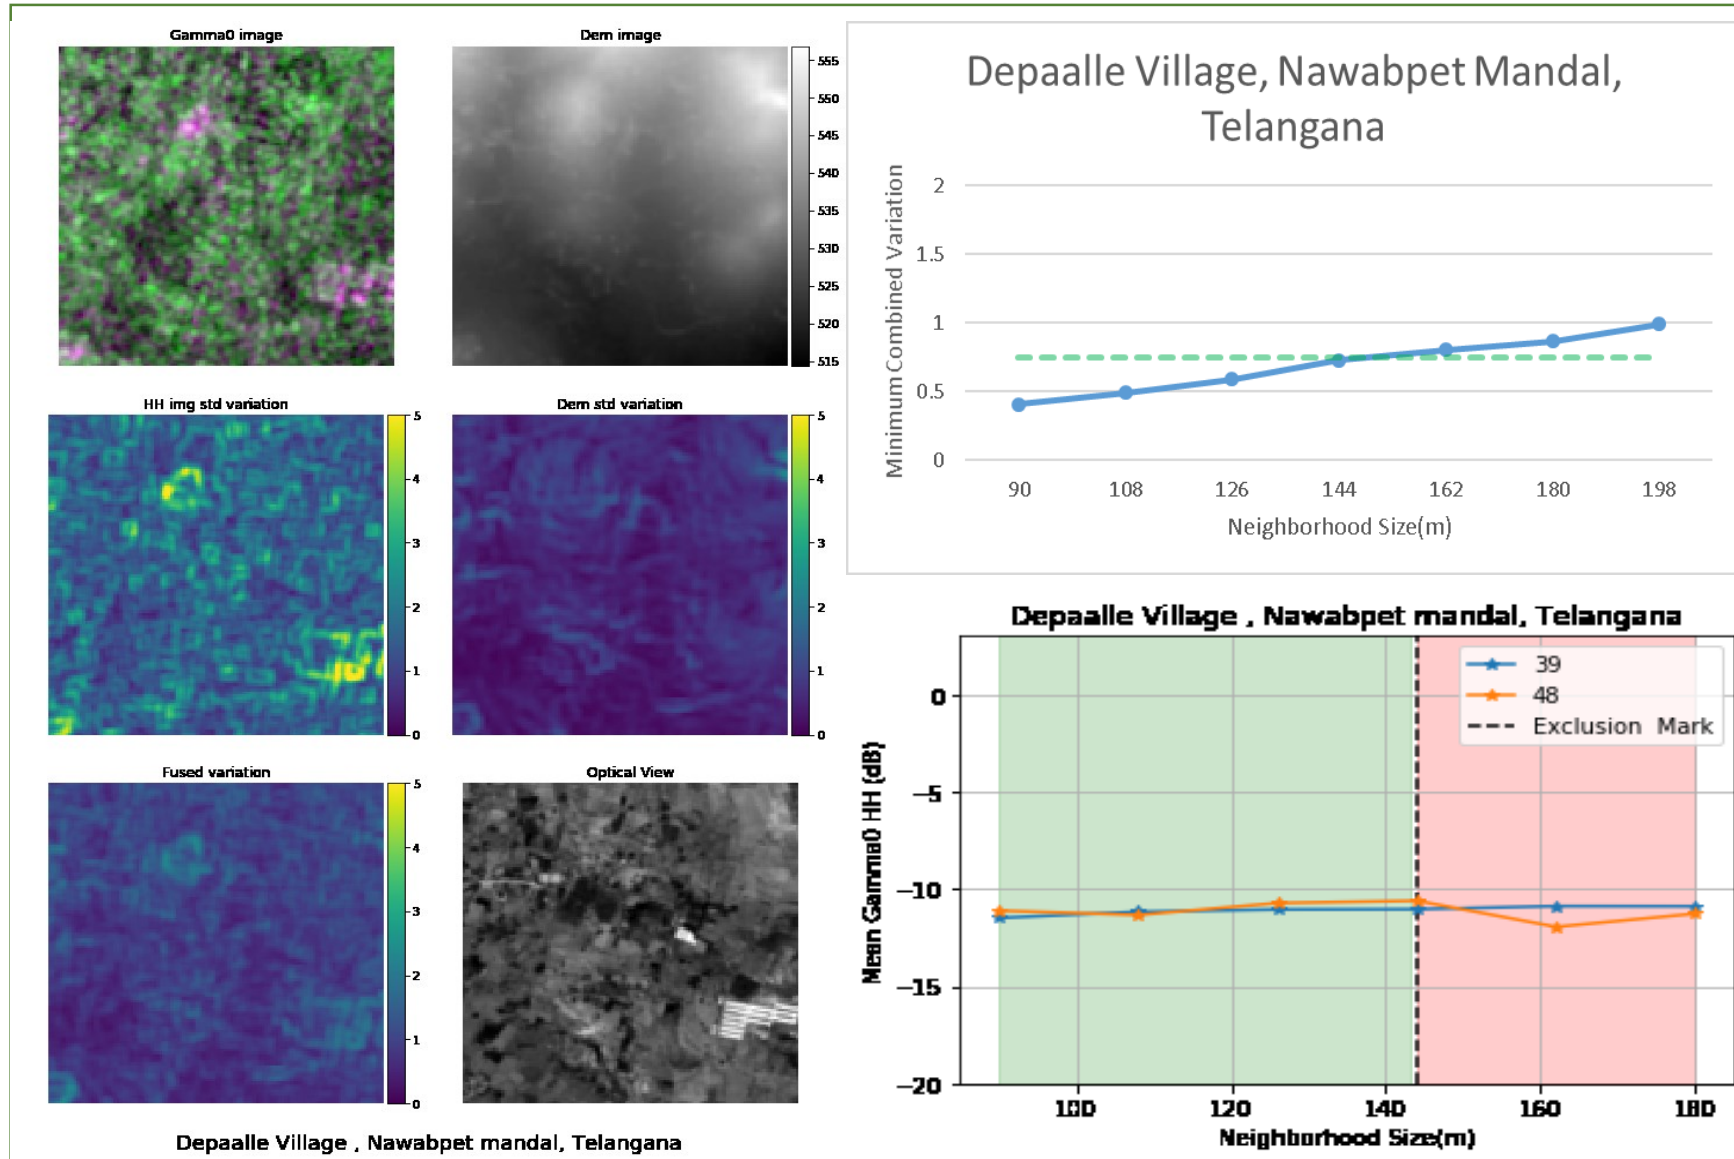 Gamma0 image
Dem image
555
550
545
540
535
530
525
520
515
HH img std variation
5
4
3
2
1
0
Dem std variation
5
4
3
2
1
0
Fused variation
5
4
3
2
1
0
Optical View
Depaalle Village , Nawabpet mandal, Telangana
Depaalle Village, Nawabpet Mandal,
Telangana
Minimum Combined Variation
2
1.5
1
0.5
0
90 108 126 144 162 180 198
Neighborhood Size(m)
Depaalle Village , Nawabpet mandal, Telangana
39
48
Exclusion Mark
Mean Gamma0 HH (dB)
0
−5
−10
−15
−20
100 120 140 160 180
Neighborhood Size(m)